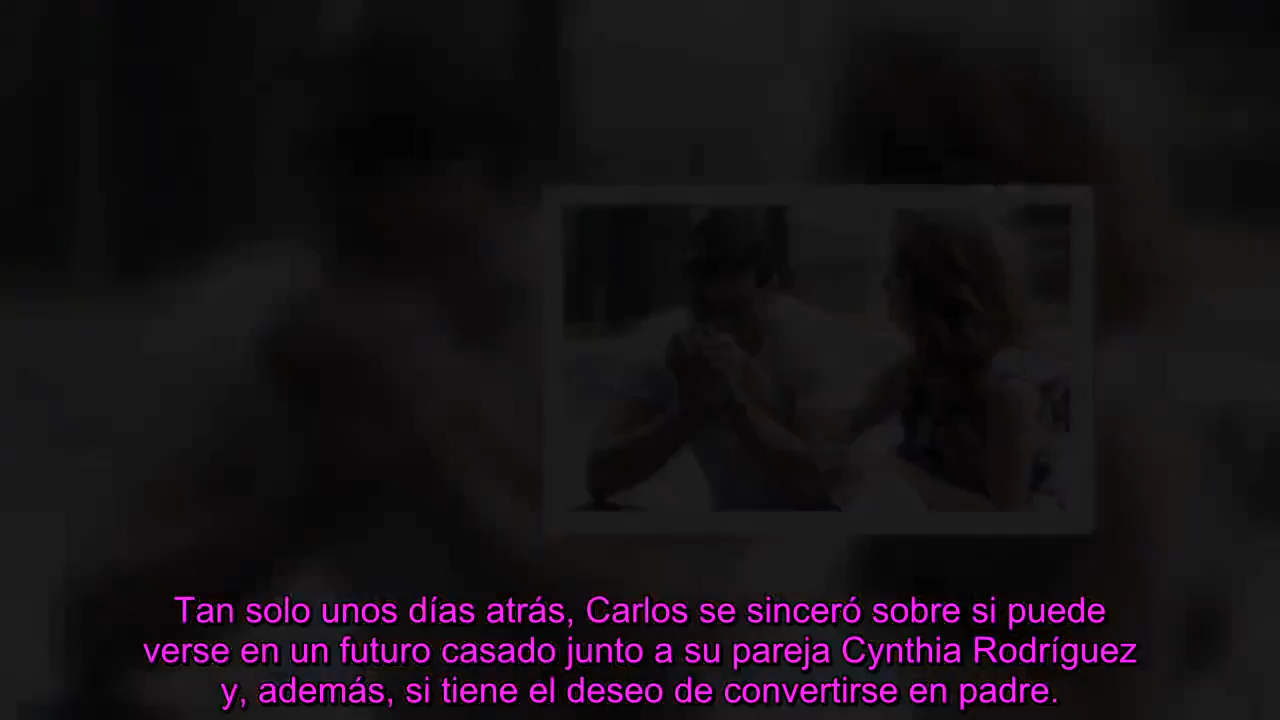 Tan solo unos días atrás, Carlos se sinceró sobre si puede
verse en un futuro casado junto a su pareja Cynthia Rodríguez
y, además, si tiene el deseo de convertirse en padre.